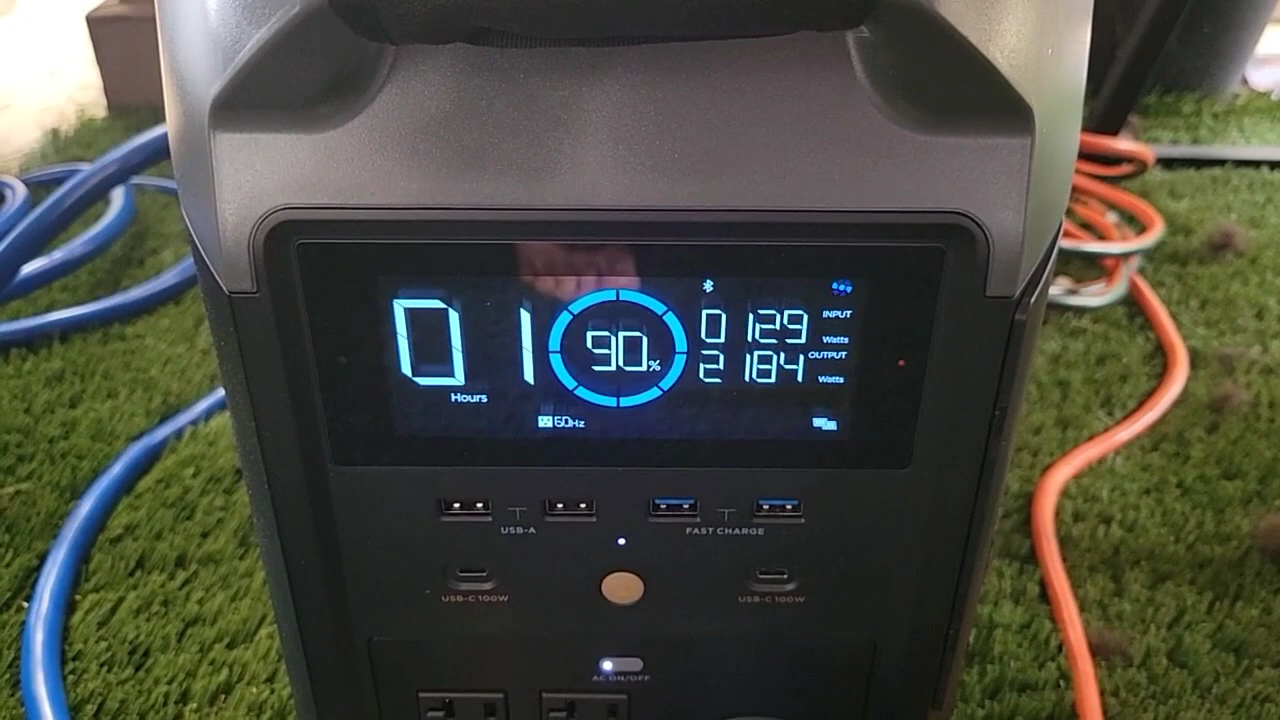 01
Hours
90%
0129 INPUT Watts
2184 OUTPUT Watts
60Hz
USB-A
FAST CHARGE
USB-C 100W
USB-C 100W
AC ON/OFF